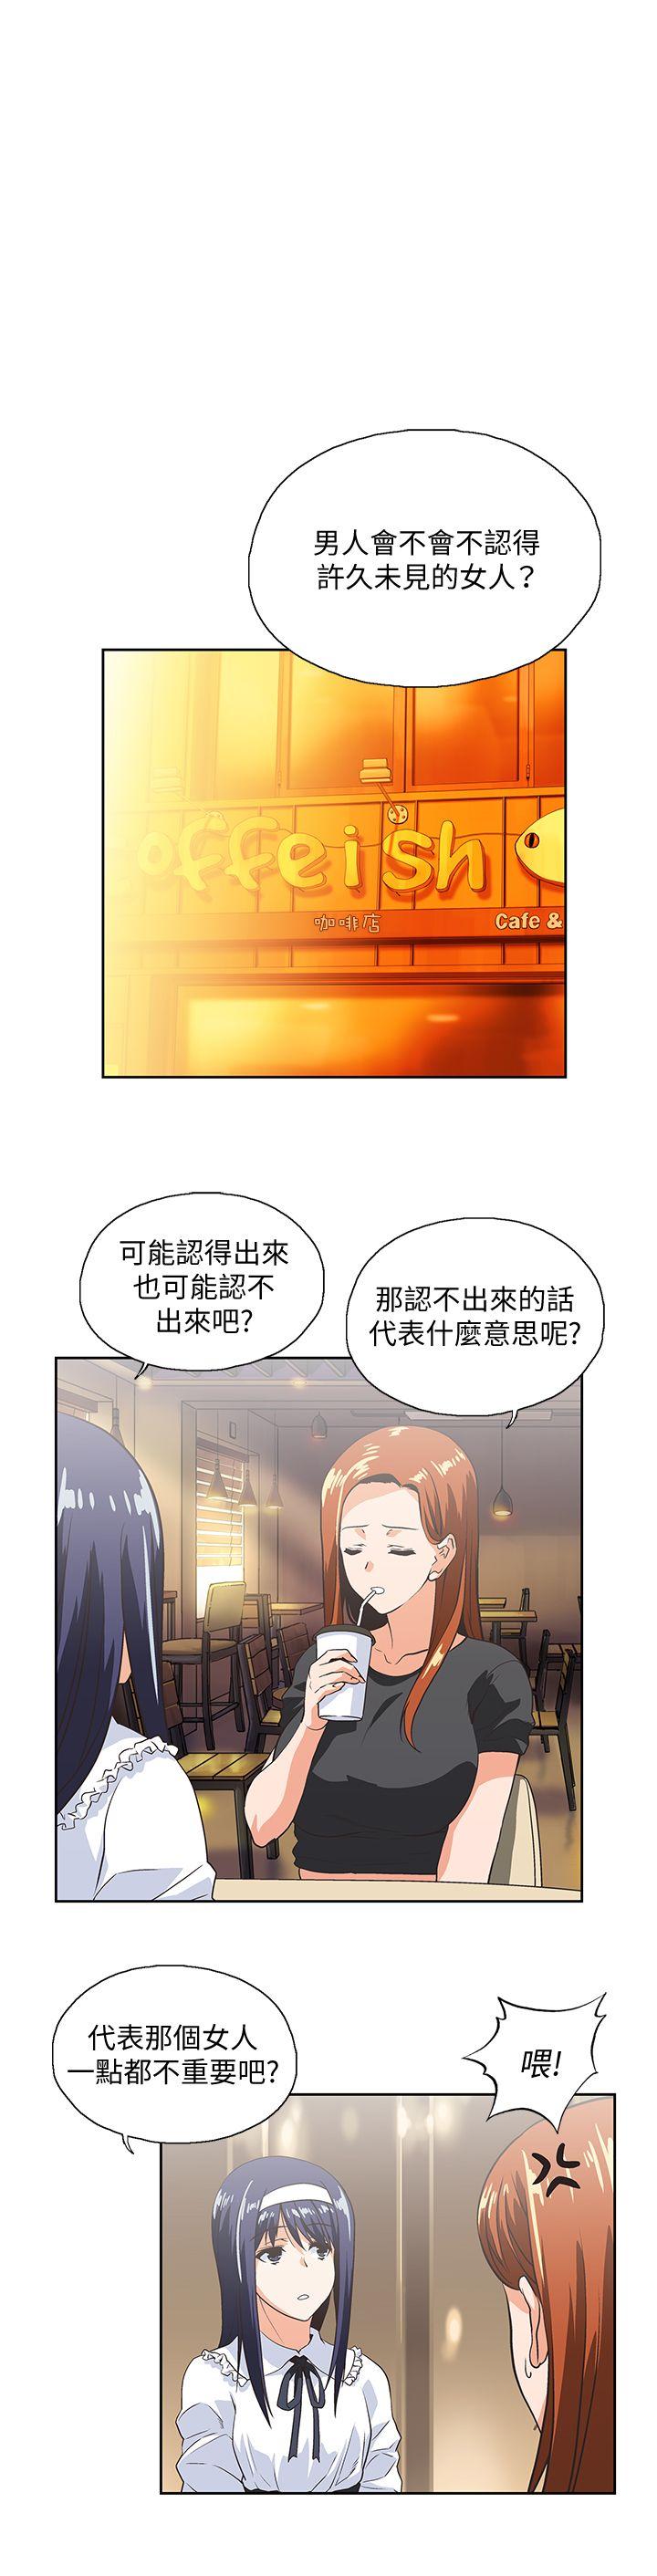 男人會不會不認得
許久未見的女人？
offeish
咖啡店
Cafe &
可能認得出來
也可能認不
出來吧?
那認不出來的話
代表什麼意思呢?
代表那個女人
一點都不重要吧?
喂!